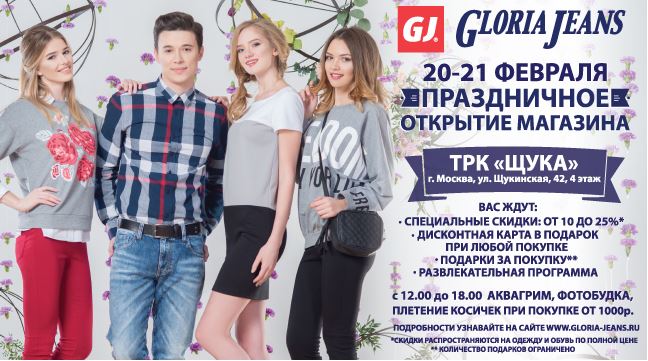 GJ. GLORIA JEANS
20-21 ФЕВРАЛЯ
ПРАЗДНИЧНОЕ
ОТКРЫТИЕ МАГАЗИНА
ТРК «ЩУКА»
г. Москва, ул. Щукинская, 42, 4 этаж
ВАС ЖДУТ:
• СПЕЦИАЛЬНЫЕ СКИДКИ: ОТ 10 ДО 25%*
• ДИСКОНТНАЯ КАРТА В ПОДАРОК
ПРИ ЛЮБОЙ ПОКУПКЕ
• ПОДАРКИ ЗА ПОКУПКУ**
• РАЗВЛЕКАТЕЛЬНАЯ ПРОГРАММА
с 12.00 до 18.00 АКВАГРИМ, ФОТОБУДКА,
ПЛЕТЕНИЕ КОСИЧЕК ПРИ ПОКУПКЕ ОТ 1000р.
ПОДРОБНОСТИ УЗНАВАЙТЕ НА САЙТЕ WWW.GLORIA-JEANS.RU
*СКИДКИ РАСПРОСТРАНЯЮТСЯ НА ОДЕЖДУ И ОБУВЬ ПО ПОЛНОЙ ЦЕНЕ
** КОЛИЧЕСТВО ПОДАРКОВ ОГРАНИЧЕНО